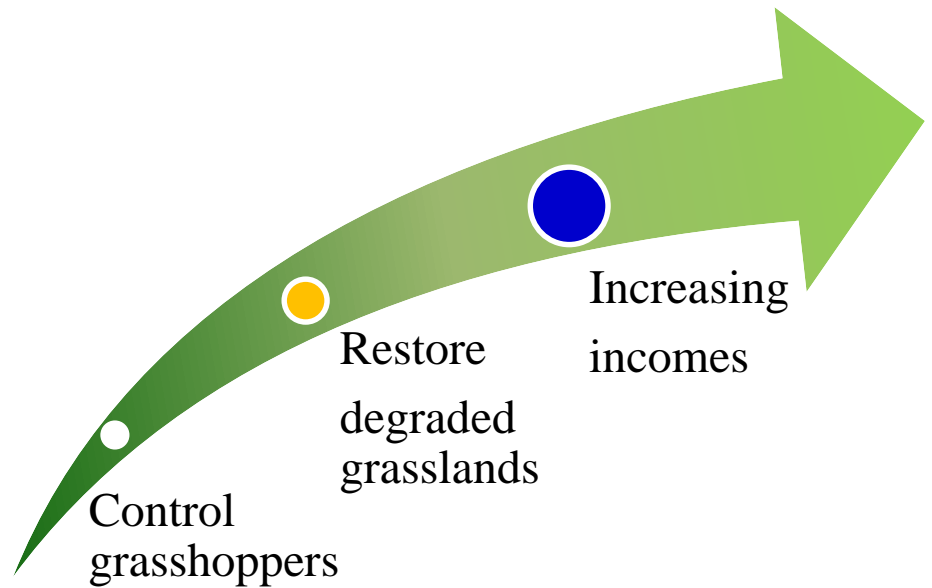 Control
grasshoppers
Restore
degraded
grasslands
Increasing
incomes